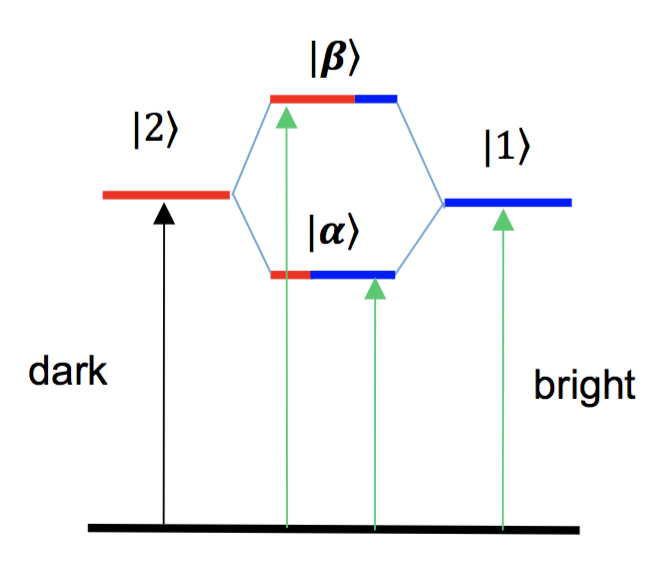 |β⟩
|2⟩
|1⟩
|α⟩
dark
bright